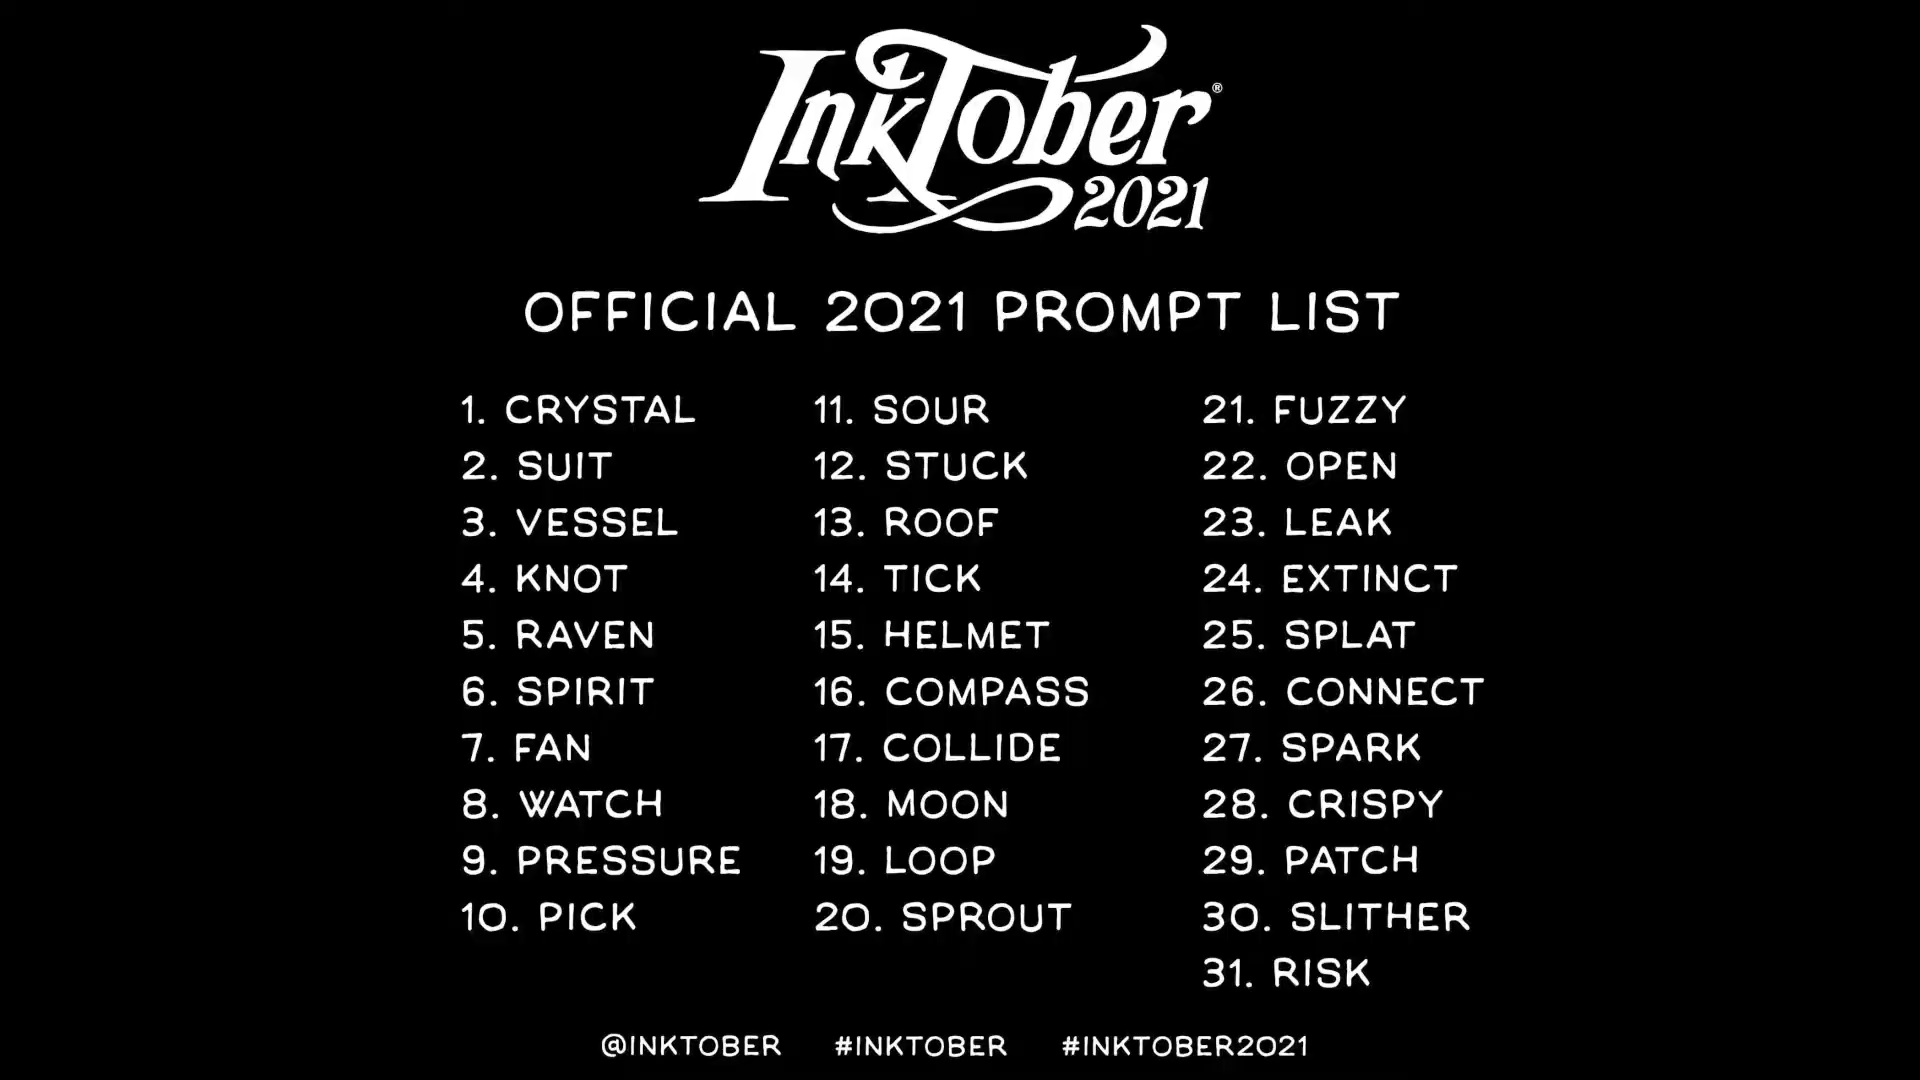 InkTober®
2021
OFFICIAL 2021 PROMPT LIST
1. CRYSTAL
2. SUIT
3. VESSEL
4. KNOT
5. RAVEN
6. SPIRIT
7. FAN
8. WATCH
9. PRESSURE
10. PICK
11. SOUR
12. STUCK
13. ROOF
14. TICK
15. HELMET
16. COMPASS
17. COLLIDE
18. MOON
19. LOOP
20. SPROUT
21. FUZZY
22. OPEN
23. LEAK
24. EXTINCT
25. SPLAT
26. CONNECT
27. SPARK
28. CRISPY
29. PATCH
30. SLITHER
31. RISK
@INKTOBER #INKTOBER #INKTOBER2021